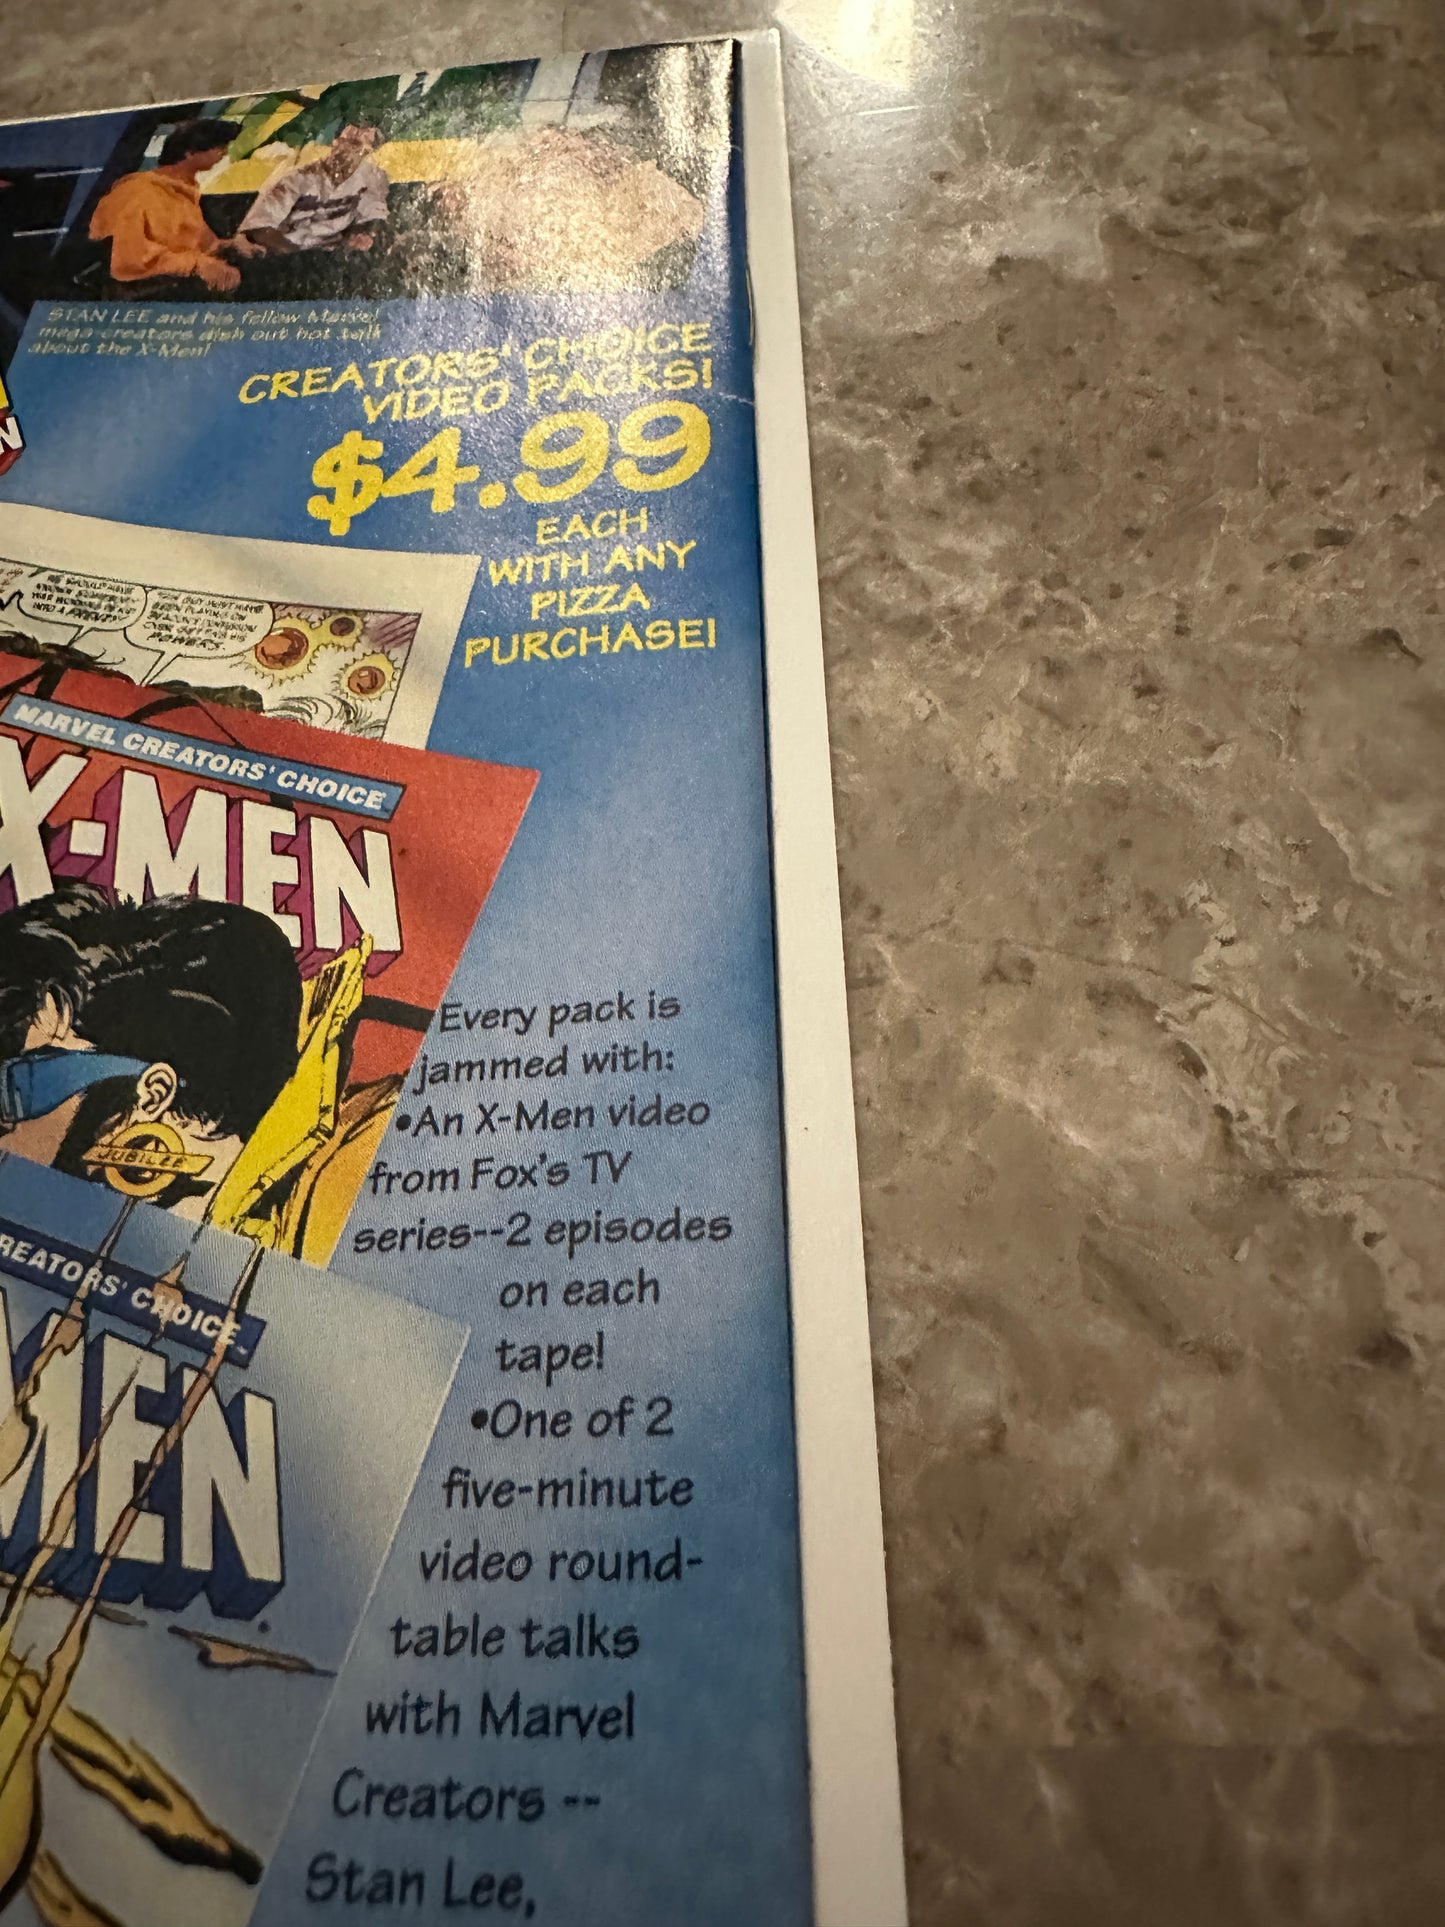 STAN LEE and his fellow Marvel
mega-creators dish out hot talk
about the X-Men!
CREATORS' CHOICE
VIDEO PACKS!
$4.99
EACH
WITH ANY
PIZZA
PURCHASE!
MARVEL CREATORS' CHOICE
X-MEN
JUBILEE
Every pack is
jammed with:
•An X-Men video
from Fox's TV
series--2 episodes
on each
tape!
•One of 2
five-minute
video round-
table talks
with Marvel
Creators --
Stan Lee,
REATORS' CHOICE
MEN